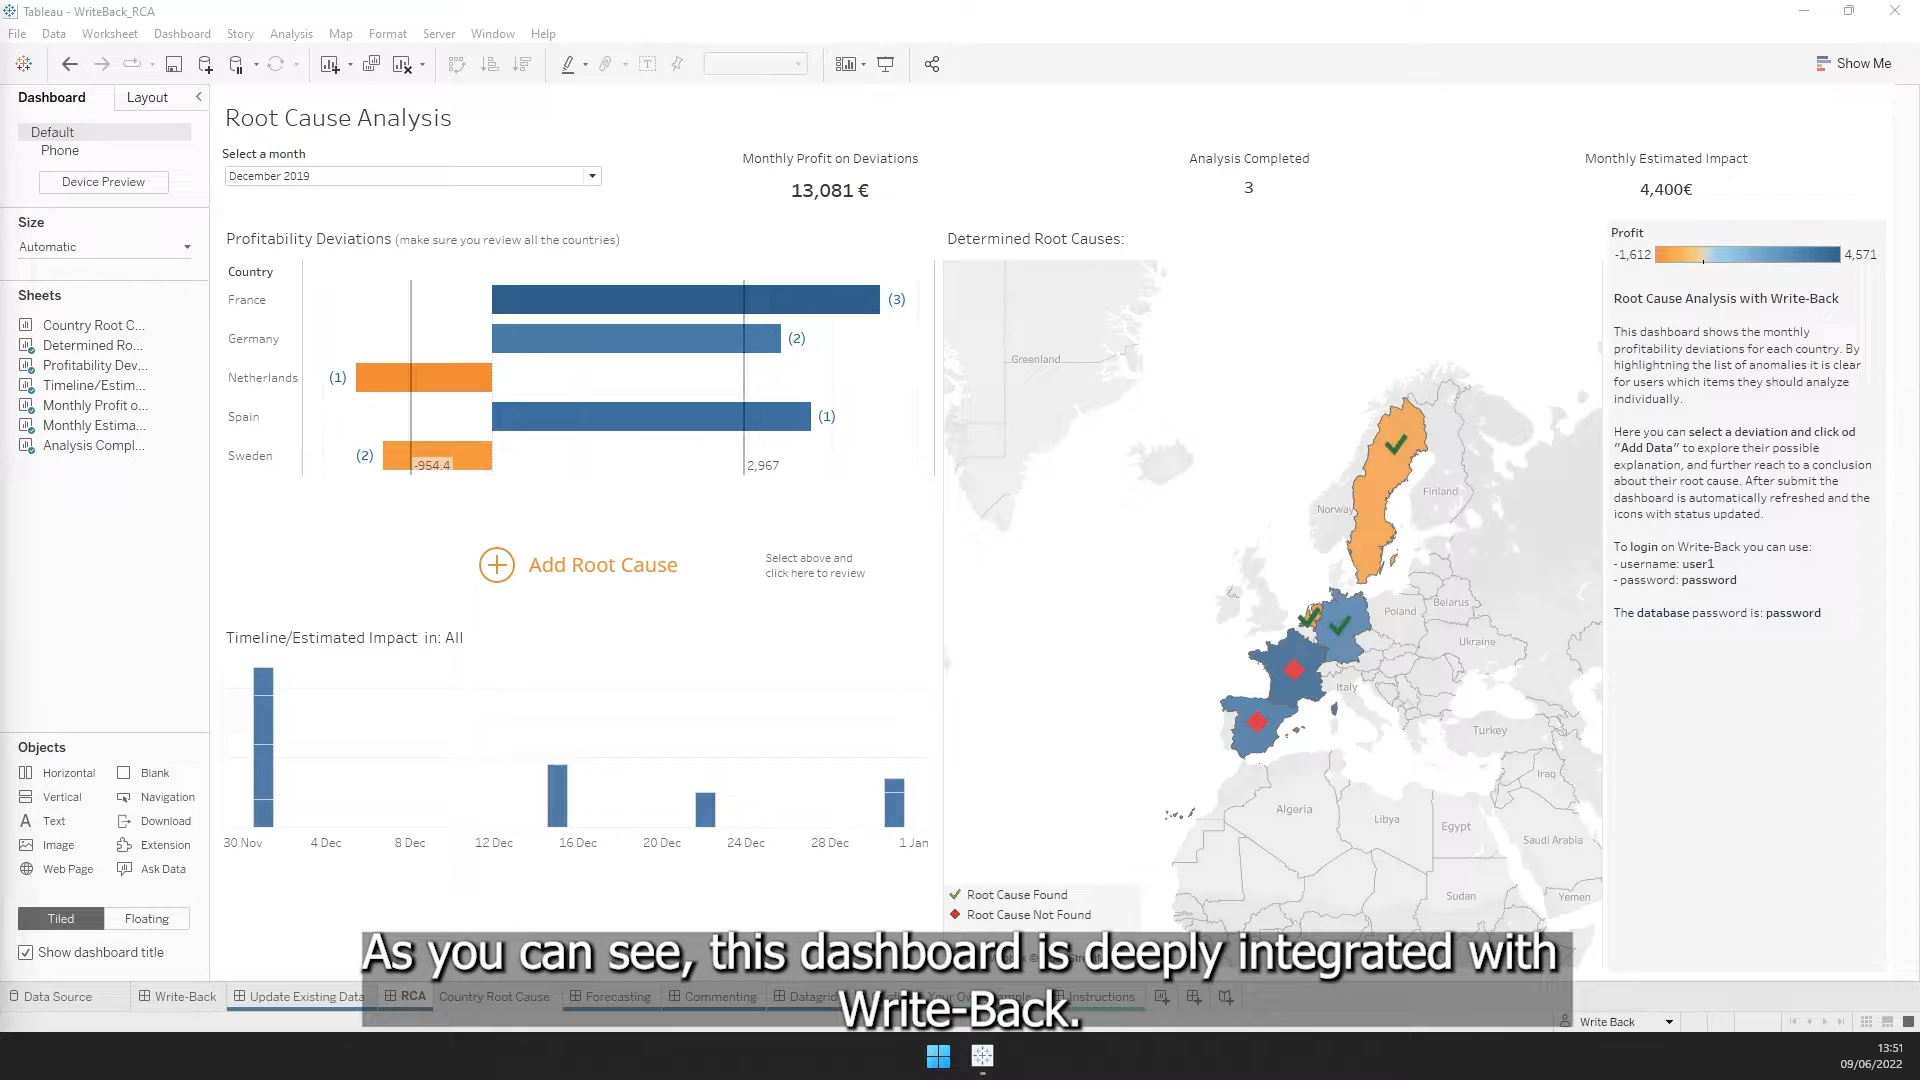 Tableau - WriteBack_RCA
File Data Worksheet Dashboard Story Analysis Map Format Server Window Help
Show Me
Dashboard Layout
Default
Phone
Device Preview
Size
Automatic
Sheets
Country Root C...
Determined Ro...
Profitability Dev...
Timeline/Estim...
Monthly Profit o...
Monthly Estima...
Analysis Compl...
Objects
Horizontal Blank
Vertical Navigation
Text Download
Image Extension
Web Page Ask Data
Tiled Floating
Show dashboard title
Root Cause Analysis
Select a month
December 2019
Monthly Profit on Deviations
13,081 €
Analysis Completed
3
Monthly Estimated Impact
4,400€
Profitability Deviations (make sure you review all the countries)
Country
France (3)
Germany (2)
Netherlands (1)
Spain (1)
Sweden (2)
-954.4 2,967
Add Root Cause
Select above and
click here to review
Timeline/Estimated Impact in: All
30 Nov 4 Dec 8 Dec 12 Dec 16 Dec 20 Dec 24 Dec 28 Dec 1 Jan
Determined Root Causes:
Greenland
Finland
Norway
Belarus
Poland
Ukraine
Italy
Turkey
Iraq
Algeria
Libya
Egypt
Saudi Arabia
Sudan
Yemen
Root Cause Found
Root Cause Not Found
Profit
-1,612 4,571
Root Cause Analysis with Write-Back
This dashboard shows the monthly
profitability deviations for each country. By
highlightning the list of anomalies it is clear
for users which items they should analyze
individually.
Here you can select a deviation and click od
"Add Data" to explore their possible
explanation, and further reach to a conclusion
about their root cause. After submit the
dashboard is automatically refreshed and the
icons with status updated.
To login on Write-Back you can use:
- username: user1
- password: password
The database password is: password
As you can see, this dashboard is deeply integrated with
Write-Back.
Data Source Write-Back Update Existing Data RCA Country Root Cause Forecasting Commenting Datagrid Instructions
Write Back
13:51
09/06/2022